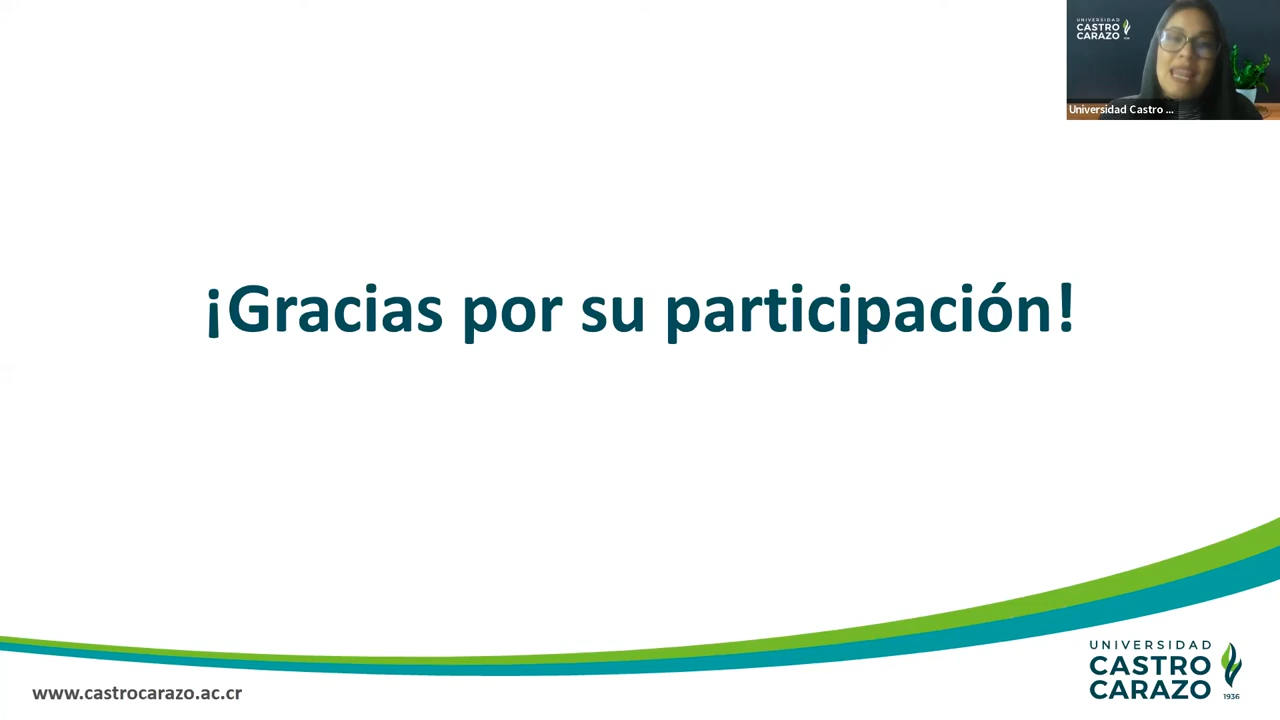 UNIVERSIDAD
CASTRO
CARAZO
Universidad Castro ...
¡Gracias por su participación!
www.castrocarazo.ac.cr
UNIVERSIDAD
CASTRO
CARAZO
1936